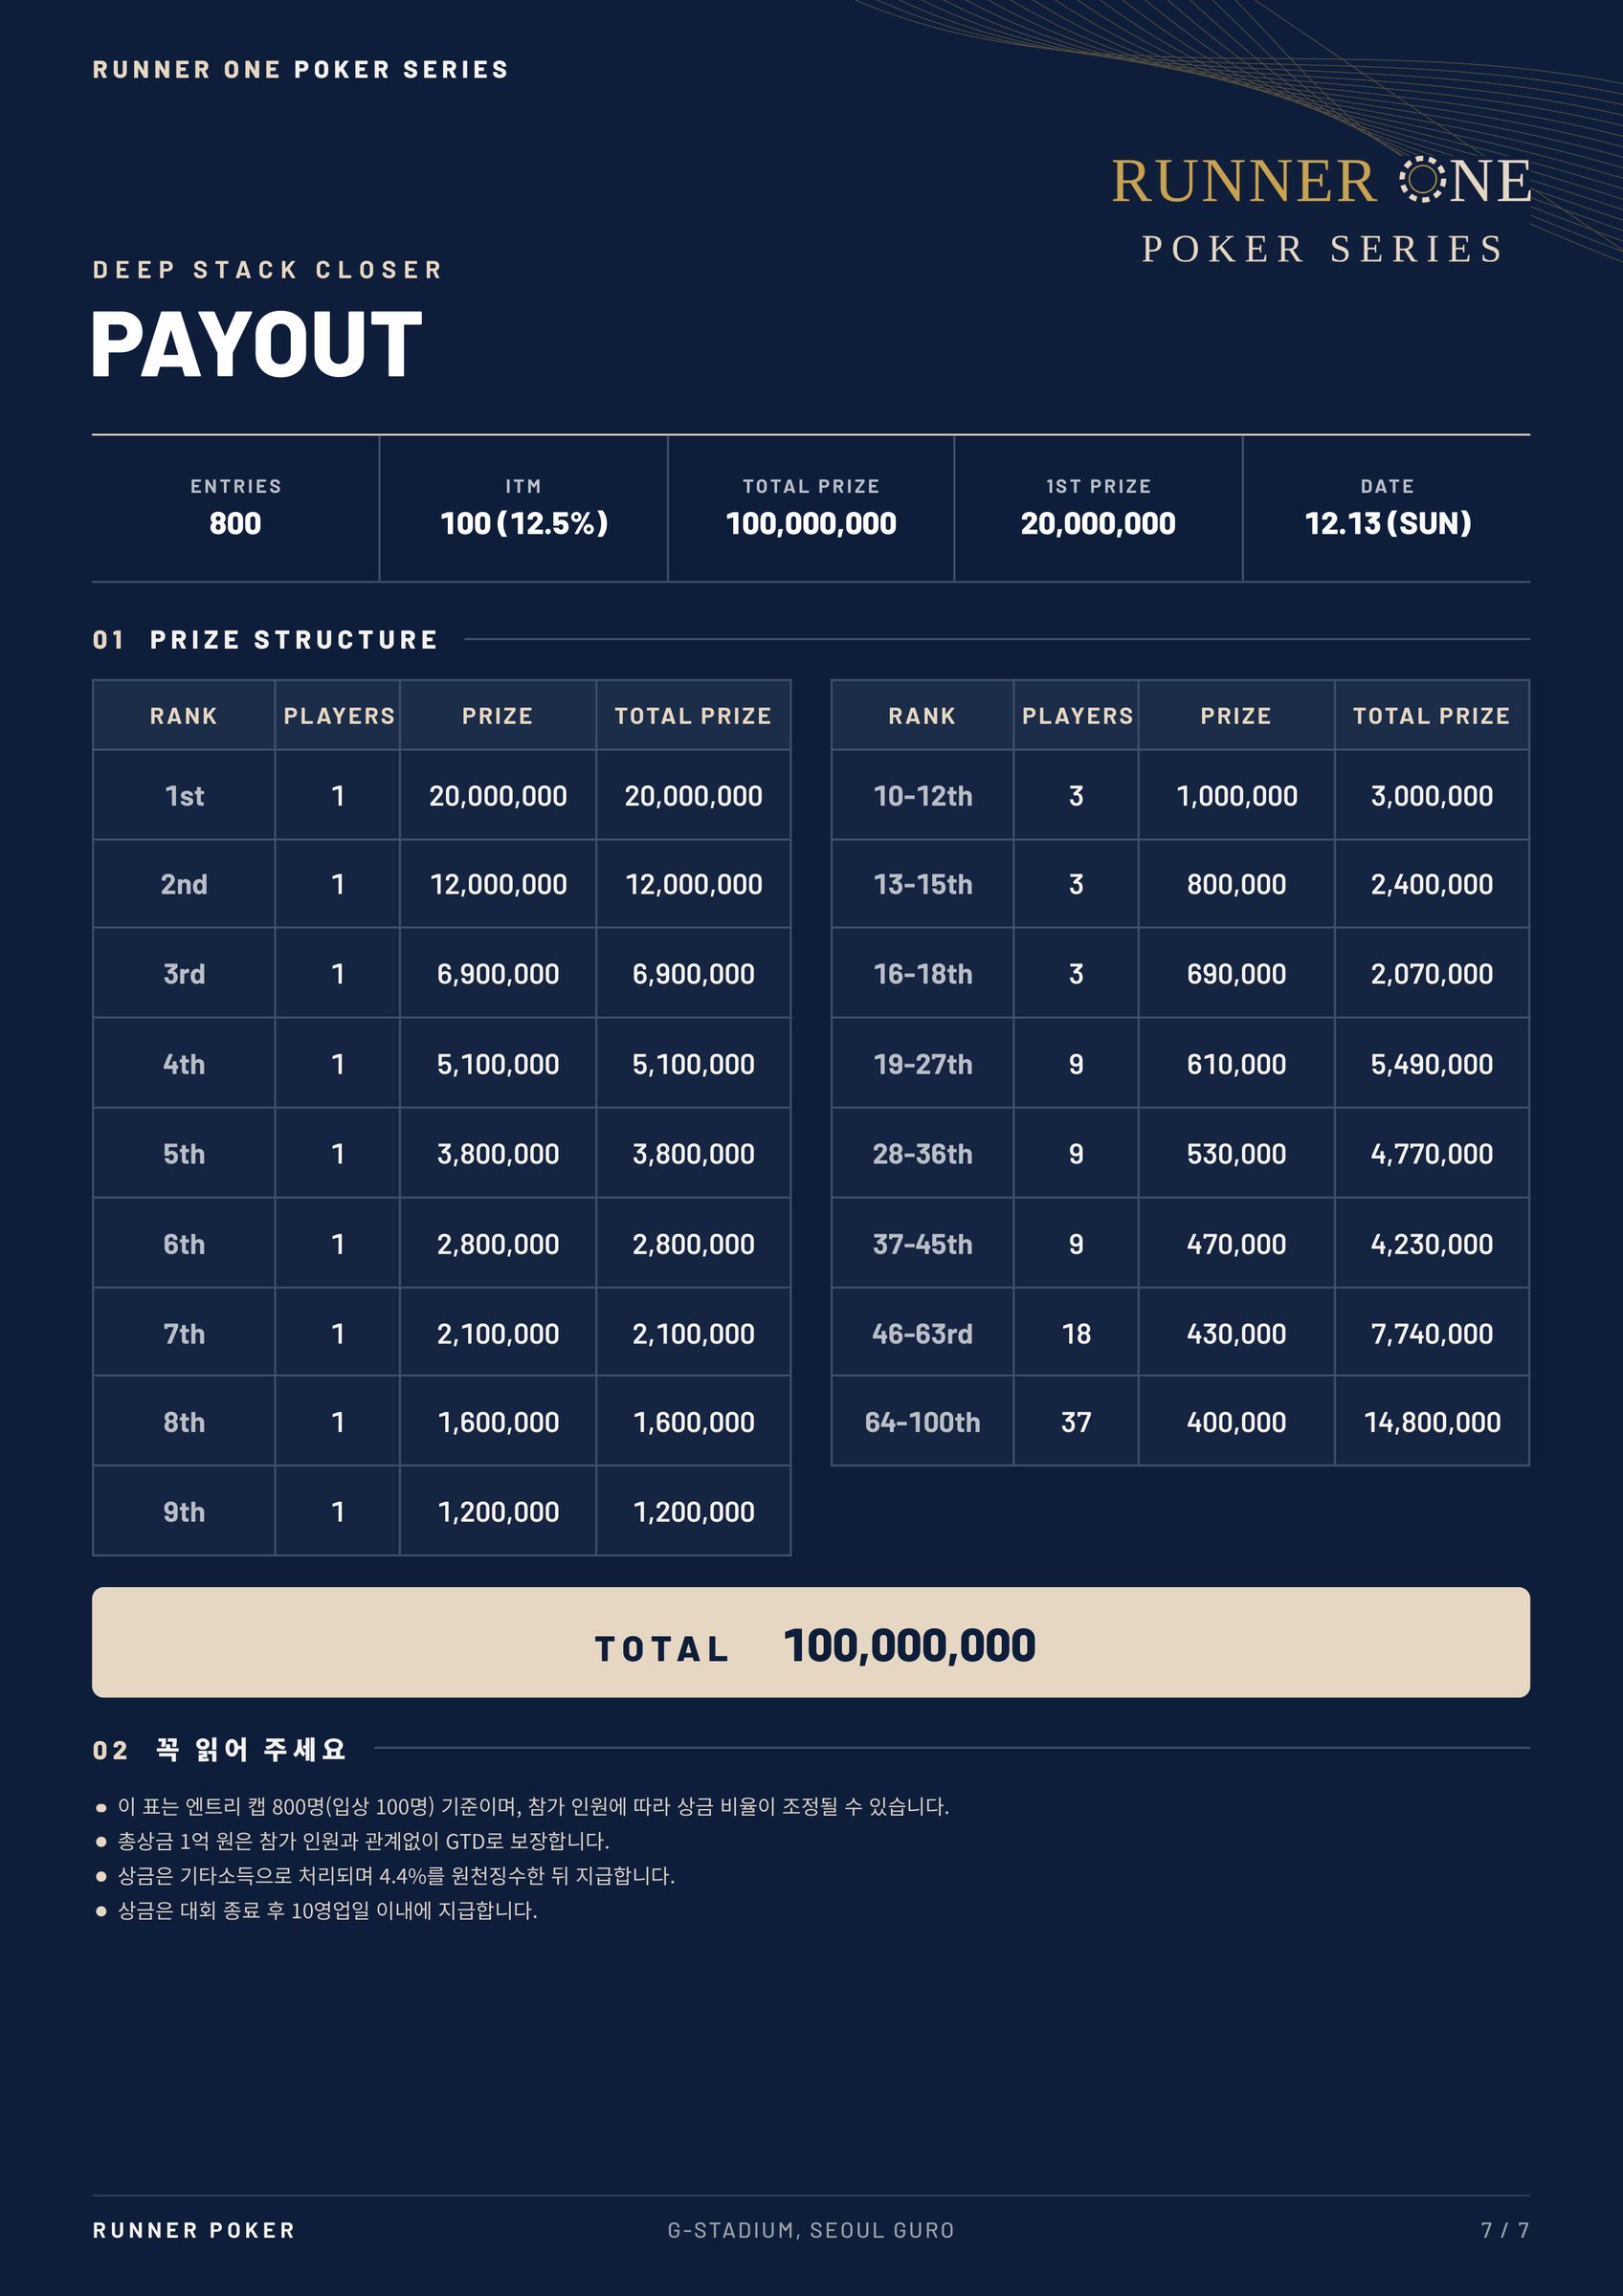 RUNNER ONE POKER SERIES
RUNNER ONE
POKER SERIES
DEEP STACK CLOSER
PAYOUT
ENTRIES ITM TOTAL PRIZE 1ST PRIZE DATE
800 100 (12.5%) 100,000,000 20,000,000 12.13 (SUN)
01 PRIZE STRUCTURE
RANK PLAYERS PRIZE TOTAL PRIZE
1st 1 20,000,000 20,000,000
2nd 1 12,000,000 12,000,000
3rd 1 6,900,000 6,900,000
4th 1 5,100,000 5,100,000
5th 1 3,800,000 3,800,000
6th 1 2,800,000 2,800,000
7th 1 2,100,000 2,100,000
8th 1 1,600,000 1,600,000
9th 1 1,200,000 1,200,000
RANK PLAYERS PRIZE TOTAL PRIZE
10-12th 3 1,000,000 3,000,000
13-15th 3 800,000 2,400,000
16-18th 3 690,000 2,070,000
19-27th 9 610,000 5,490,000
28-36th 9 530,000 4,770,000
37-45th 9 470,000 4,230,000
46-63rd 18 430,000 7,740,000
64-100th 37 400,000 14,800,000
TOTAL 100,000,000
02 꼭 읽어 주세요
● 이 표는 엔트리 캡 800명(입상 100명) 기준이며, 참가 인원에 따라 상금 비율이 조정될 수 있습니다.
● 총상금 1억 원은 참가 인원과 관계없이 GTD로 보장합니다.
● 상금은 기타소득으로 처리되며 4.4%를 원천징수한 뒤 지급합니다.
● 상금은 대회 종료 후 10영업일 이내에 지급합니다.
RUNNER POKER G-STADIUM, SEOUL GURO 7 / 7